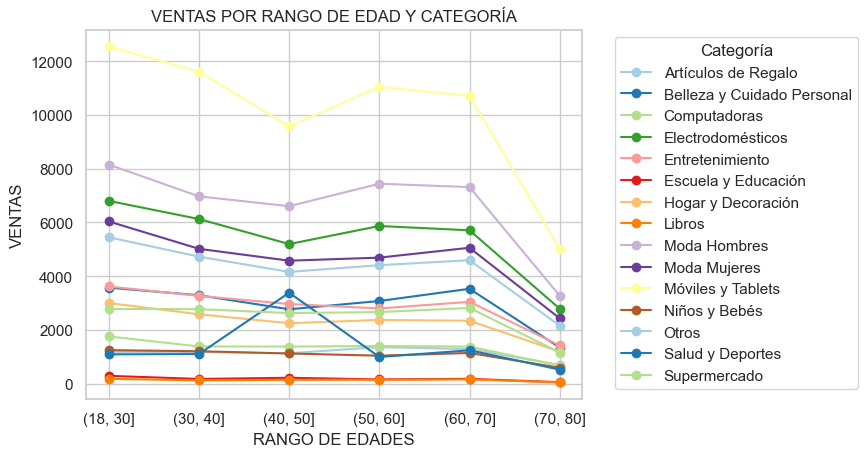 VENTAS POR RANGO DE EDAD Y CATEGORÍA
VENTAS
12000
10000
8000
6000
4000
2000
0
(18, 30]
(30, 40]
(40, 50]
(50, 60]
(60, 70]
(70, 80]
RANGO DE EDADES
Categoría
Artículos de Regalo
Belleza y Cuidado Personal
Computadoras
Electrodomésticos
Entretenimiento
Escuela y Educación
Hogar y Decoración
Libros
Moda Hombres
Moda Mujeres
Móviles y Tablets
Niños y Bebés
Otros
Salud y Deportes
Supermercado